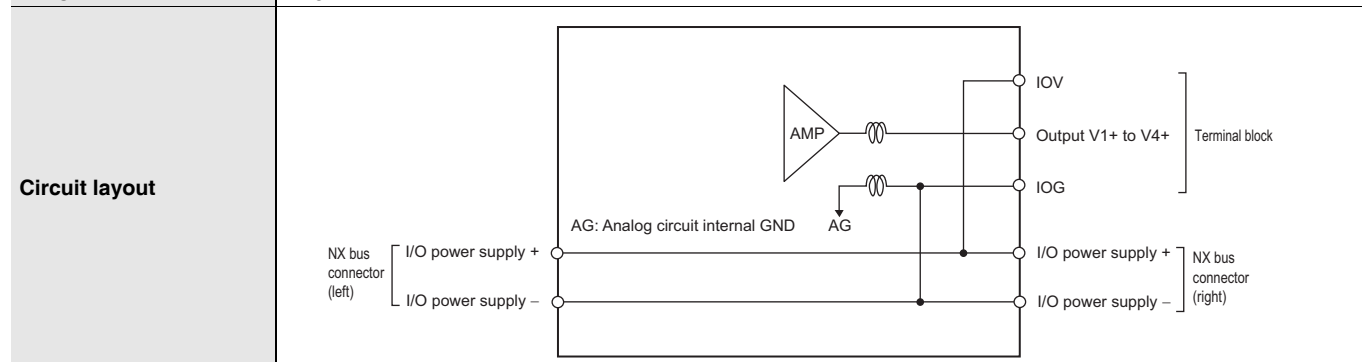 Circuit layout
IOV
AMP
Output V1+ to V4+
Terminal block
IOG
AG: Analog circuit internal GND
AG
NX bus
connector
(left)
I/O power supply +
I/O power supply –
I/O power supply +
I/O power supply –
NX bus
connector
(right)